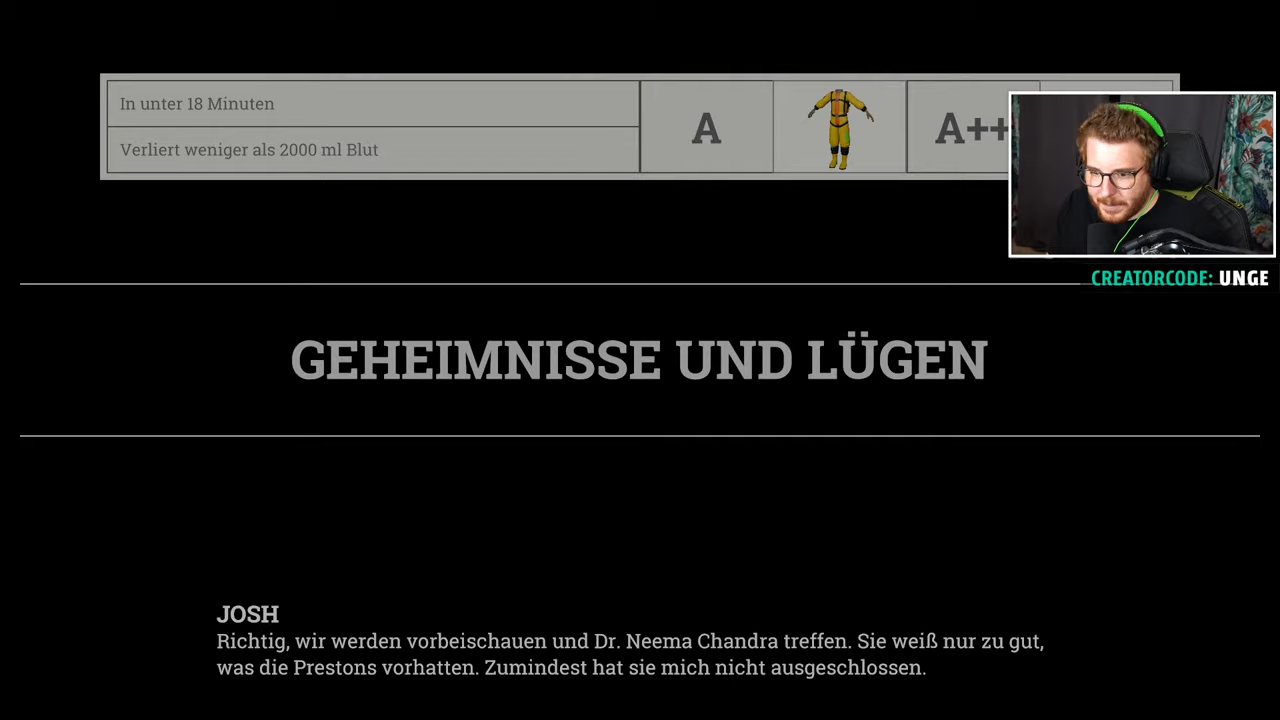 In unter 18 Minuten
Verliert weniger als 2000 ml Blut
A
A++
CREATORCODE: UNGE
GEHEIMNISSE UND LÜGEN
JOSH
Richtig, wir werden vorbeischauen und Dr. Neema Chandra treffen. Sie weiß nur zu gut,
was die Prestons vorhatten. Zumindest hat sie mich nicht ausgeschlossen.